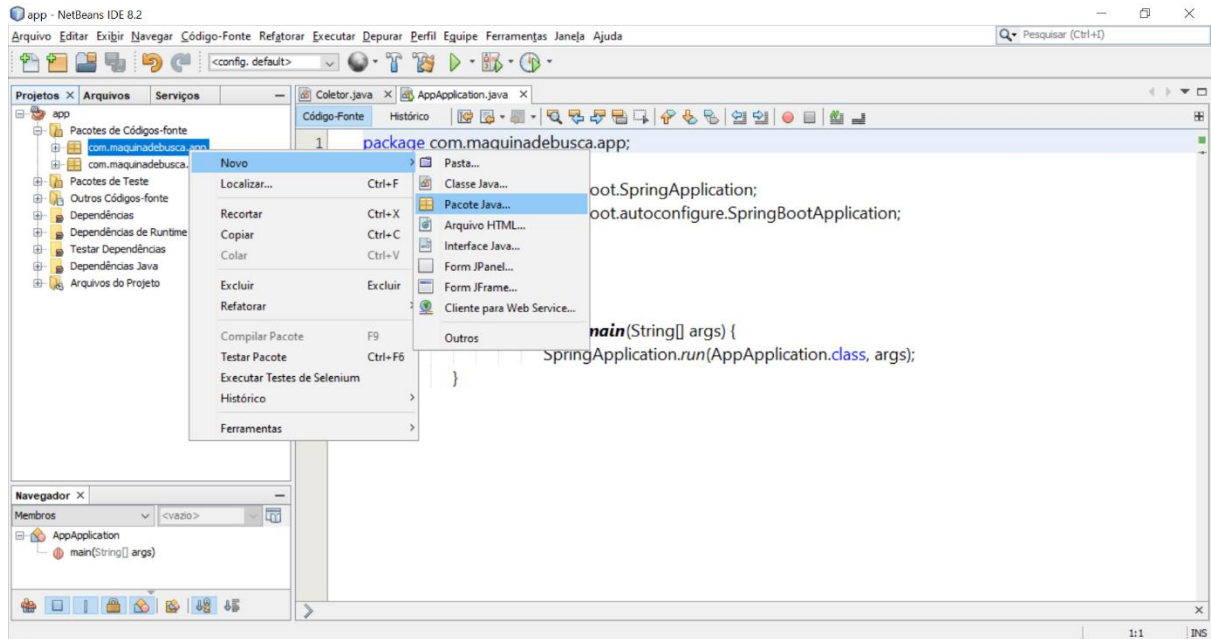 app - NetBeans IDE 8.2
Arquivo Editar Exibir Navegar Código-Fonte Refatorar Executar Depurar Perfil Equipe Ferramentas Janela Ajuda
Pesquisar (Ctrl+I)
<config. default>
Projetos Arquivos Serviços
Coletor.java AppApplication.java
Código-Fonte Histórico
app
Pacotes de Códigos-fonte
com.maquinadebusca.app
com.maquinadebusca.
Pacotes de Teste
Outros Códigos-fonte
Dependências
Dependências de Runtime
Testar Dependências
Dependências Java
Arquivos do Projeto
Novo
Localizar... Ctrl+F
Recortar Ctrl+X
Copiar Ctrl+C
Colar Ctrl+V
Excluir Excluir
Refatorar
Compilar Pacote F9
Testar Pacote Ctrl+F6
Executar Testes de Selenium
Histórico
Ferramentas
Pasta...
Classe Java...
Pacote Java...
Arquivo HTML...
Interface Java...
Form JPanel...
Form JFrame...
Cliente para Web Service...
Outros
1 package com.maquinadebusca.app;
oot.SpringApplication;
oot.autoconfigure.SpringBootApplication;
main(String[] args) {
SpringApplication.run(AppApplication.class, args);
}
Navegador
Membros <vazio>
AppApplication
main(String[] args)
1:1 INS